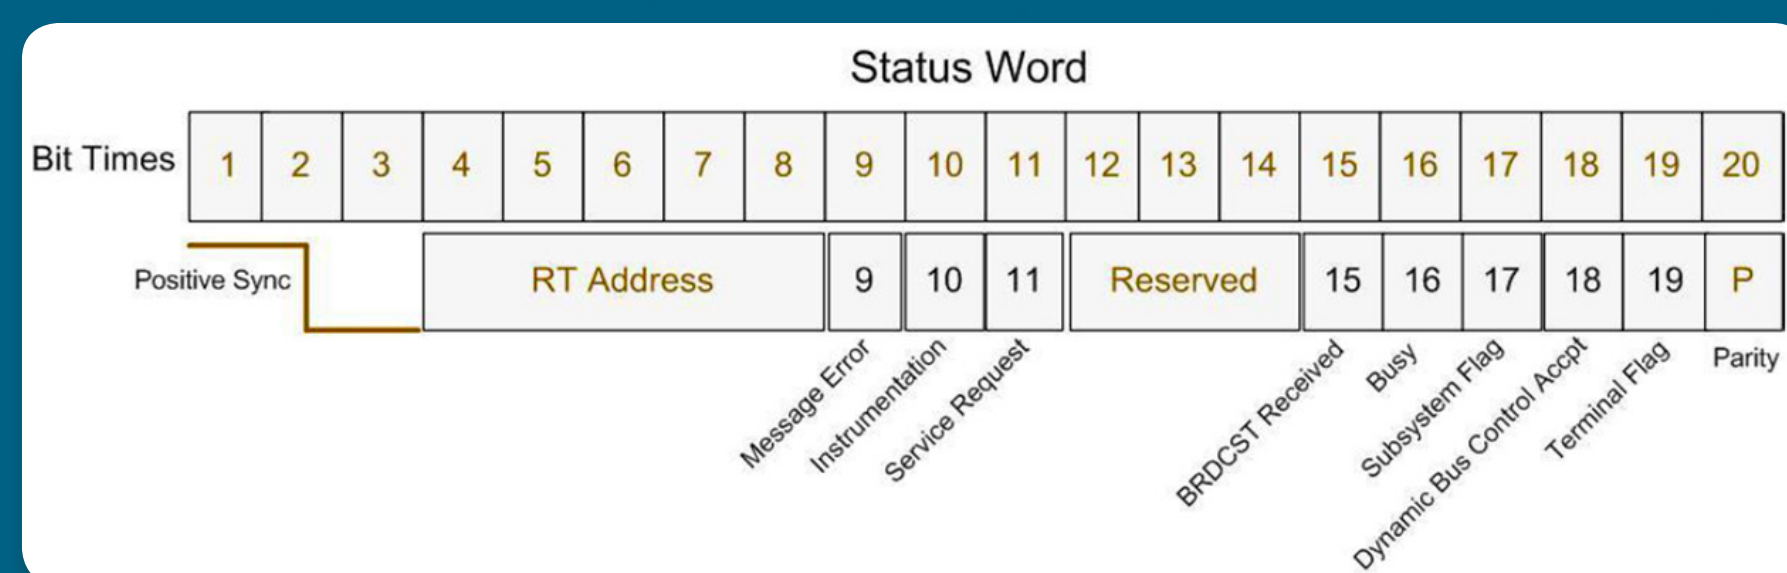 Status Word
Bit Times 1 2 3 4 5 6 7 8 9 10 11 12 13 14 15 16 17 18 19 20
Positive Sync RT Address 9 10 11 Reserved 15 16 17 18 19 P
Message Error
Instrumentation
Service Request
BRDCST Received
Busy
Subsystem Flag
Dynamic Bus Control Accpt
Terminal Flag
Parity